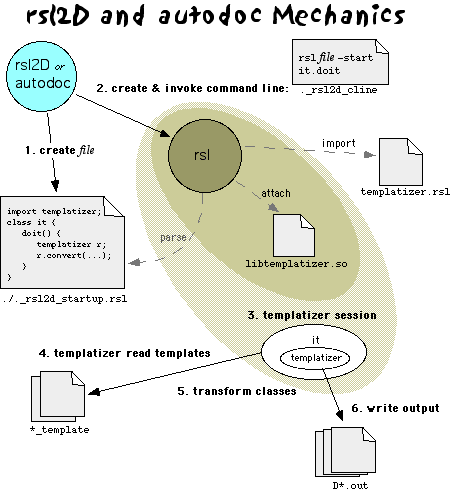 rsl2D and autodoc Mechanics
rsl2D or
autodoc
rsl file -start
it.doit
2. create & invoke command line:
._rsl2d_cline
1. create file
rsl
import
templatizer.rsl
attach
import templatizer;
class it {
doit() {
templatizer r;
r.convert(...);
}
}
parse
libtemplatizer.so
../._rsl2d_startup.rsl
3. templatizer session
it
templatizer
4. templatizer read templates
5. transform classes
6. write output
*_template
D*.out